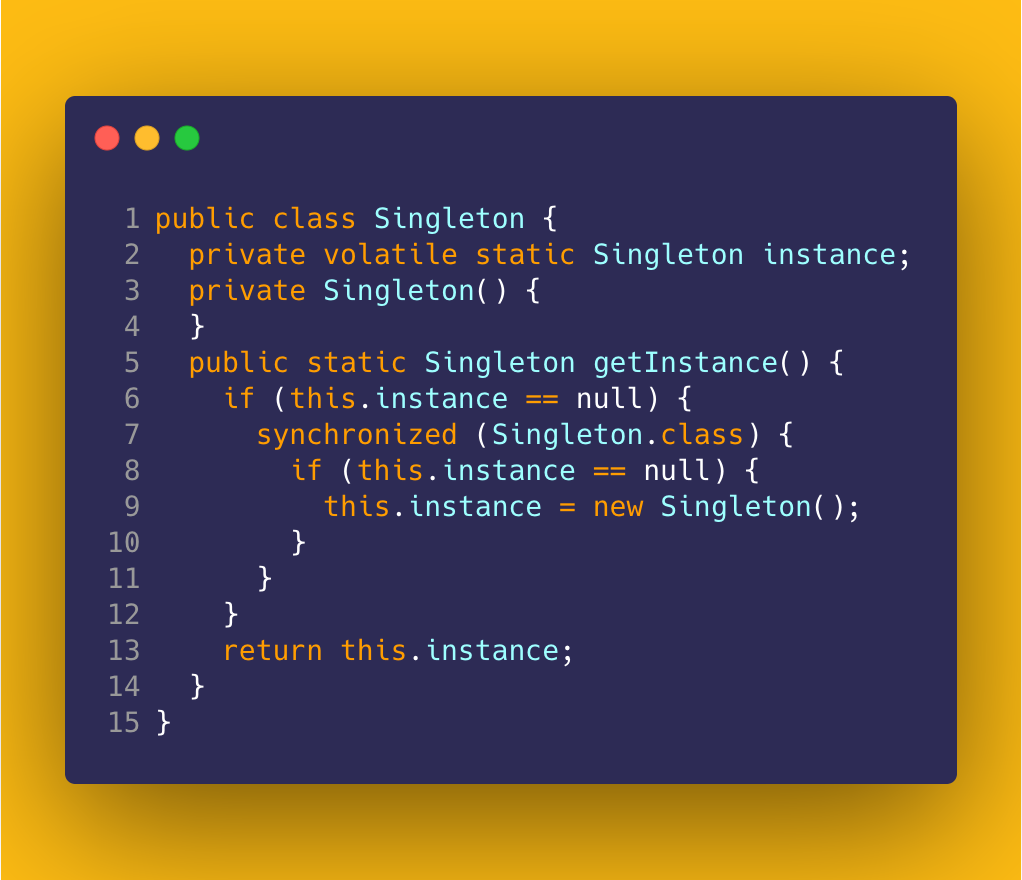 1 public class Singleton {
2   private volatile static Singleton instance;
3   private Singleton() {
4   }
5   public static Singleton getInstance() {
6     if (this.instance == null) {
7       synchronized (Singleton.class) {
8         if (this.instance == null) {
9           this.instance = new Singleton();
10         }
11       }
12     }
13     return this.instance;
14   }
15 }